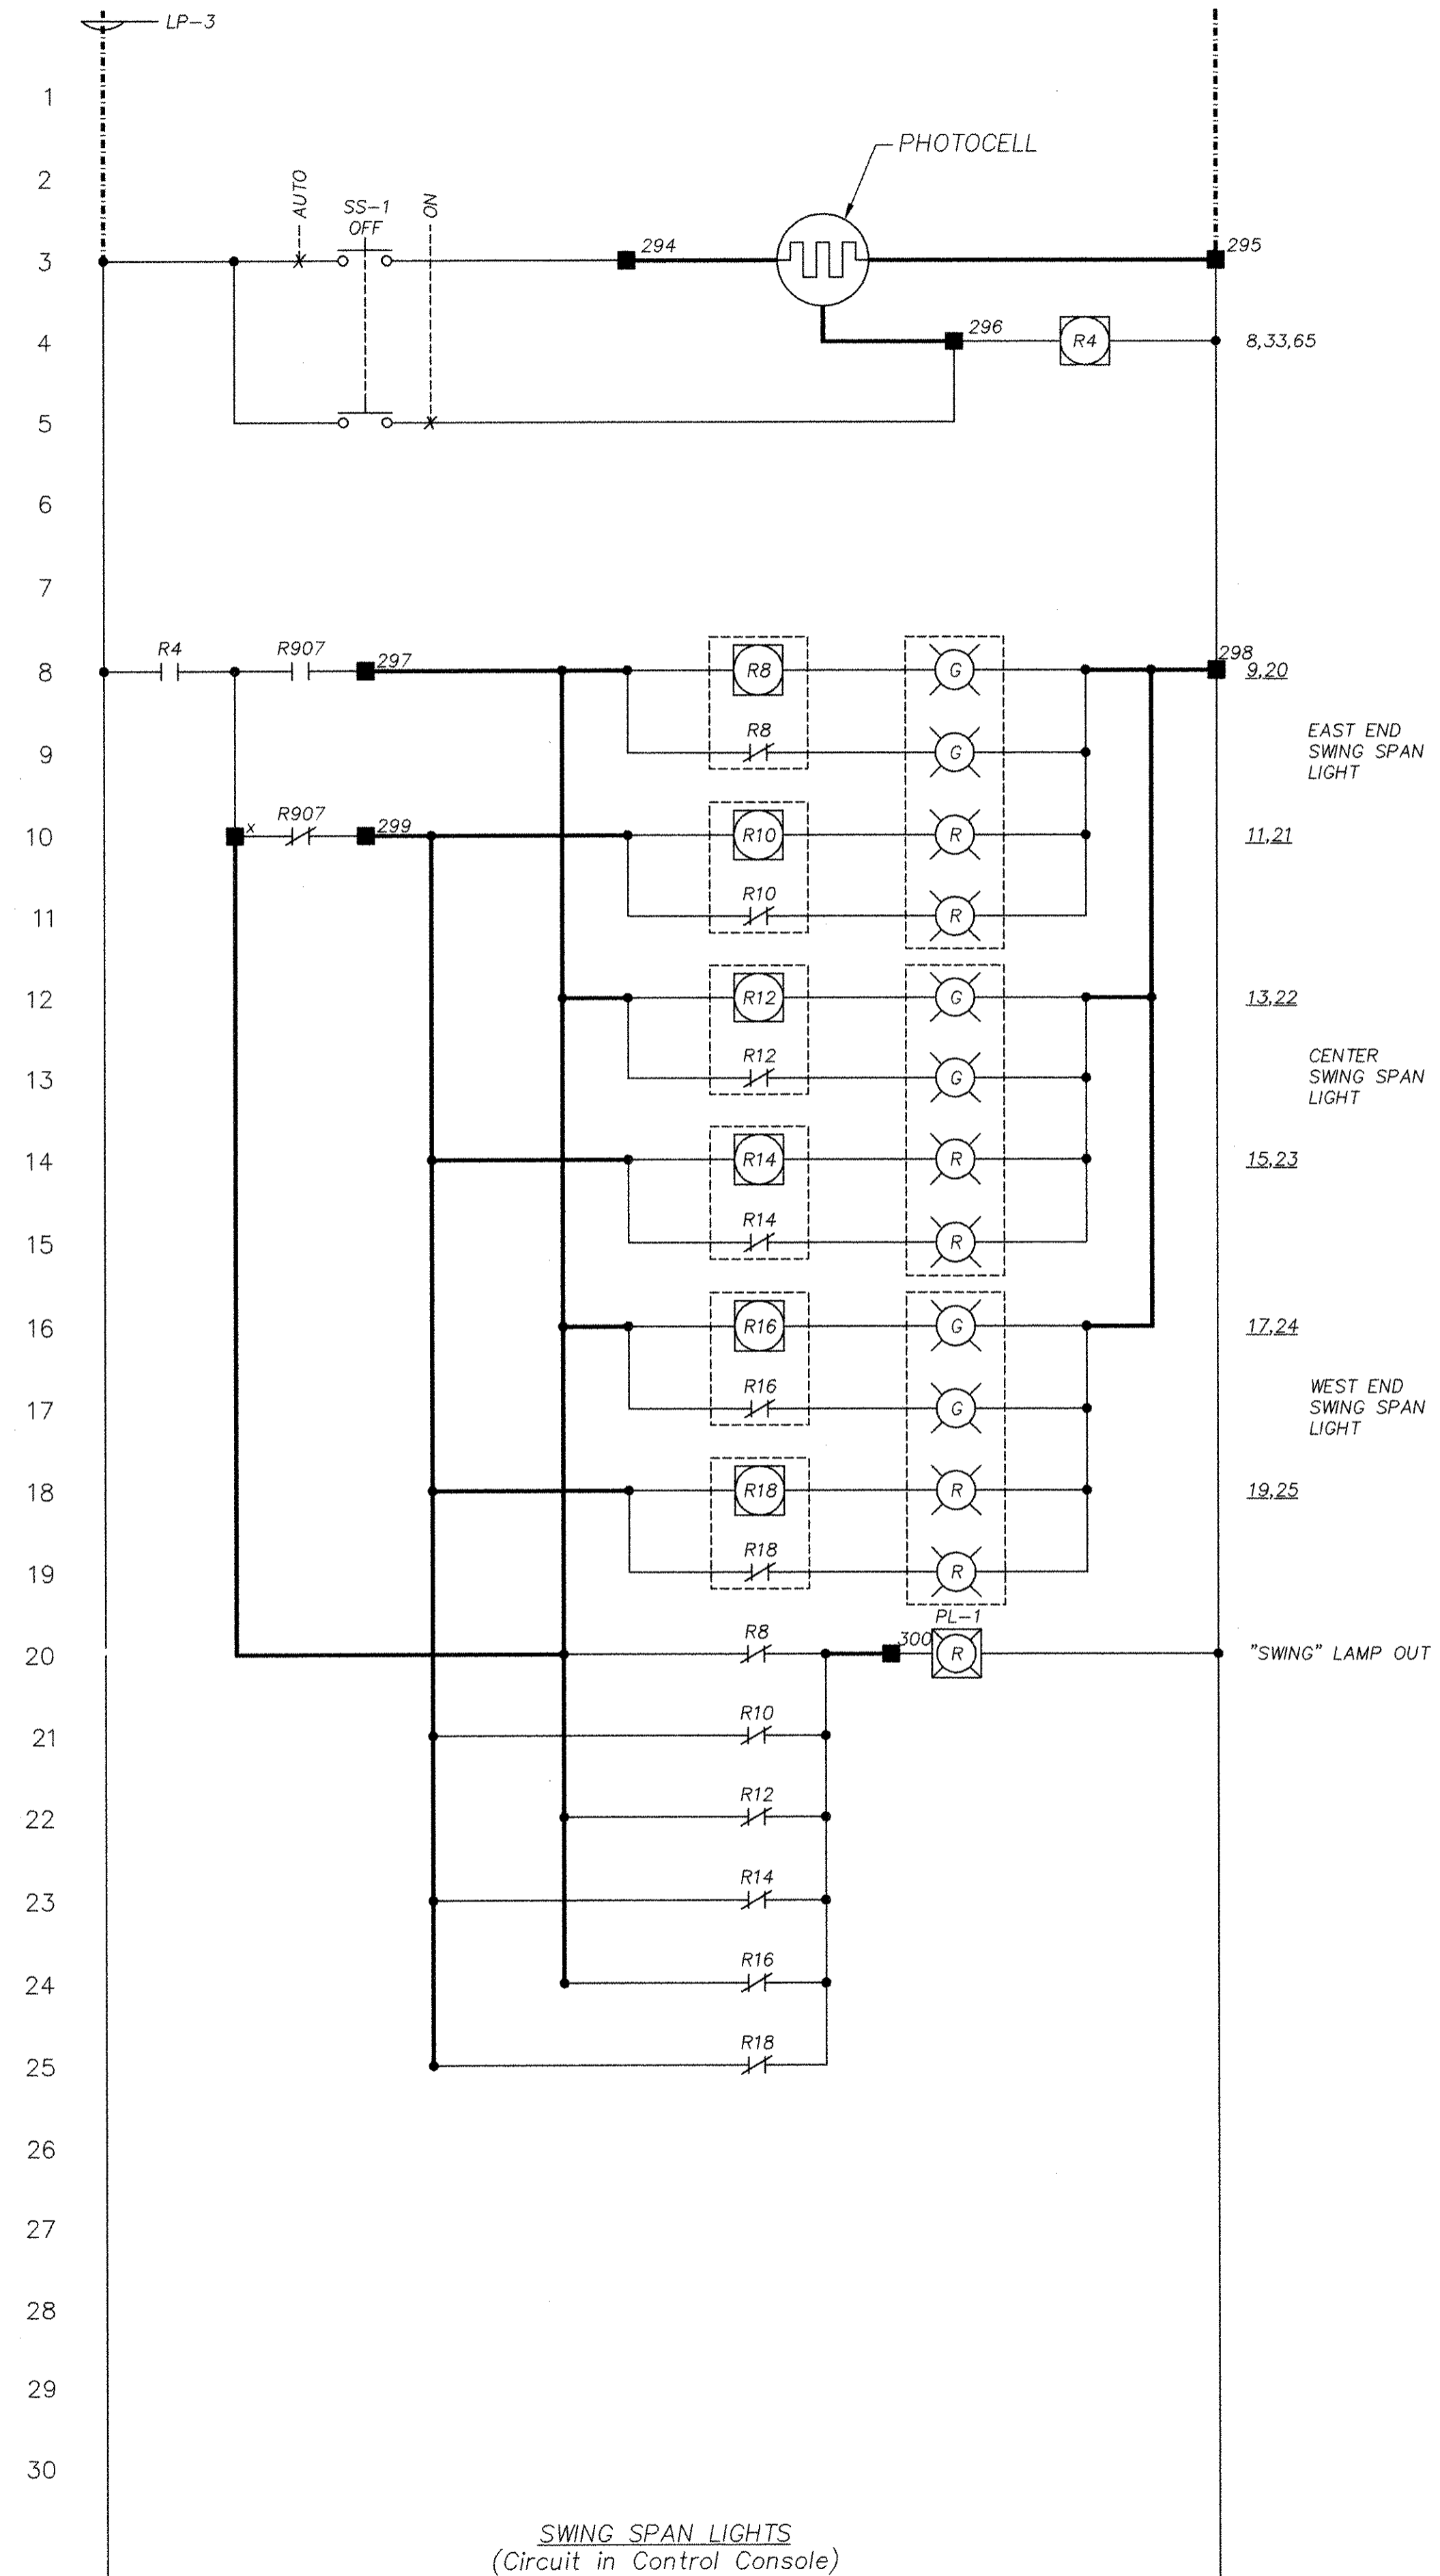 LP-3
1
PHOTOCELL
2
AUTO
SS-1
OFF
ON
3
294
295
4
296
R4
8,33,65
5
6
7
8
R4
R907
297
R8
G
298
9,20
9
R8
G
EAST END
SWING SPAN
LIGHT
10
x
R907
299
R10
R
11,21
11
R10
R
12
R12
G
13,22
13
R12
G
CENTER
SWING SPAN
LIGHT
14
R14
R
15,23
15
R14
R
16
R16
G
17,24
17
R16
G
WEST END
SWING SPAN
LIGHT
18
R18
R
19,25
19
R18
R
20
R8
300
PL-1
R
"SWING" LAMP OUT
21
R10
22
R12
23
R14
24
R16
25
R18
26
27
28
29
30
SWING SPAN LIGHTS
(Circuit in Control Console)